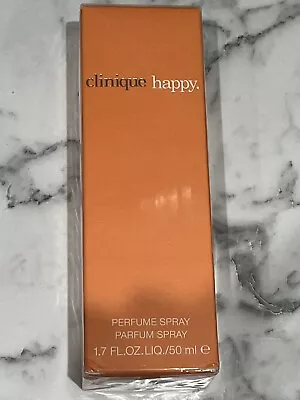 clinique happy.
PERFUME SPRAY
PARFUM SPRAY
1.7 FL.OZ.LIQ./50 ml ℮